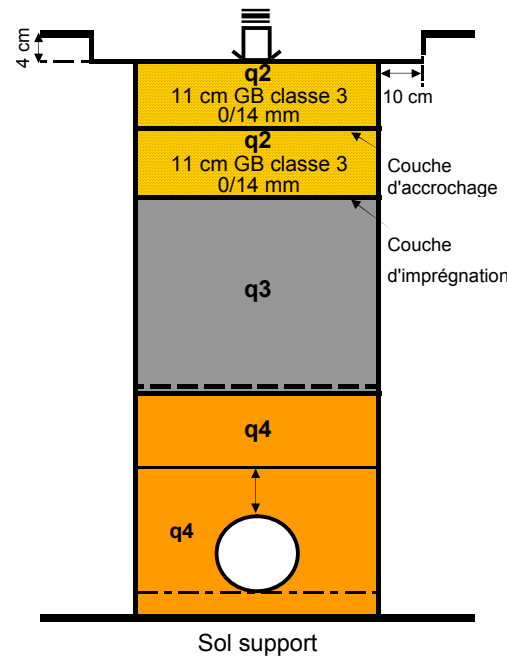 4 cm
q2
11 cm GB classe 3
0/14 mm
10 cm
q2
11 cm GB classe 3
0/14 mm
Couche
d'accrochage
Couche
d'imprégnation
q3
q4
q4
Sol support